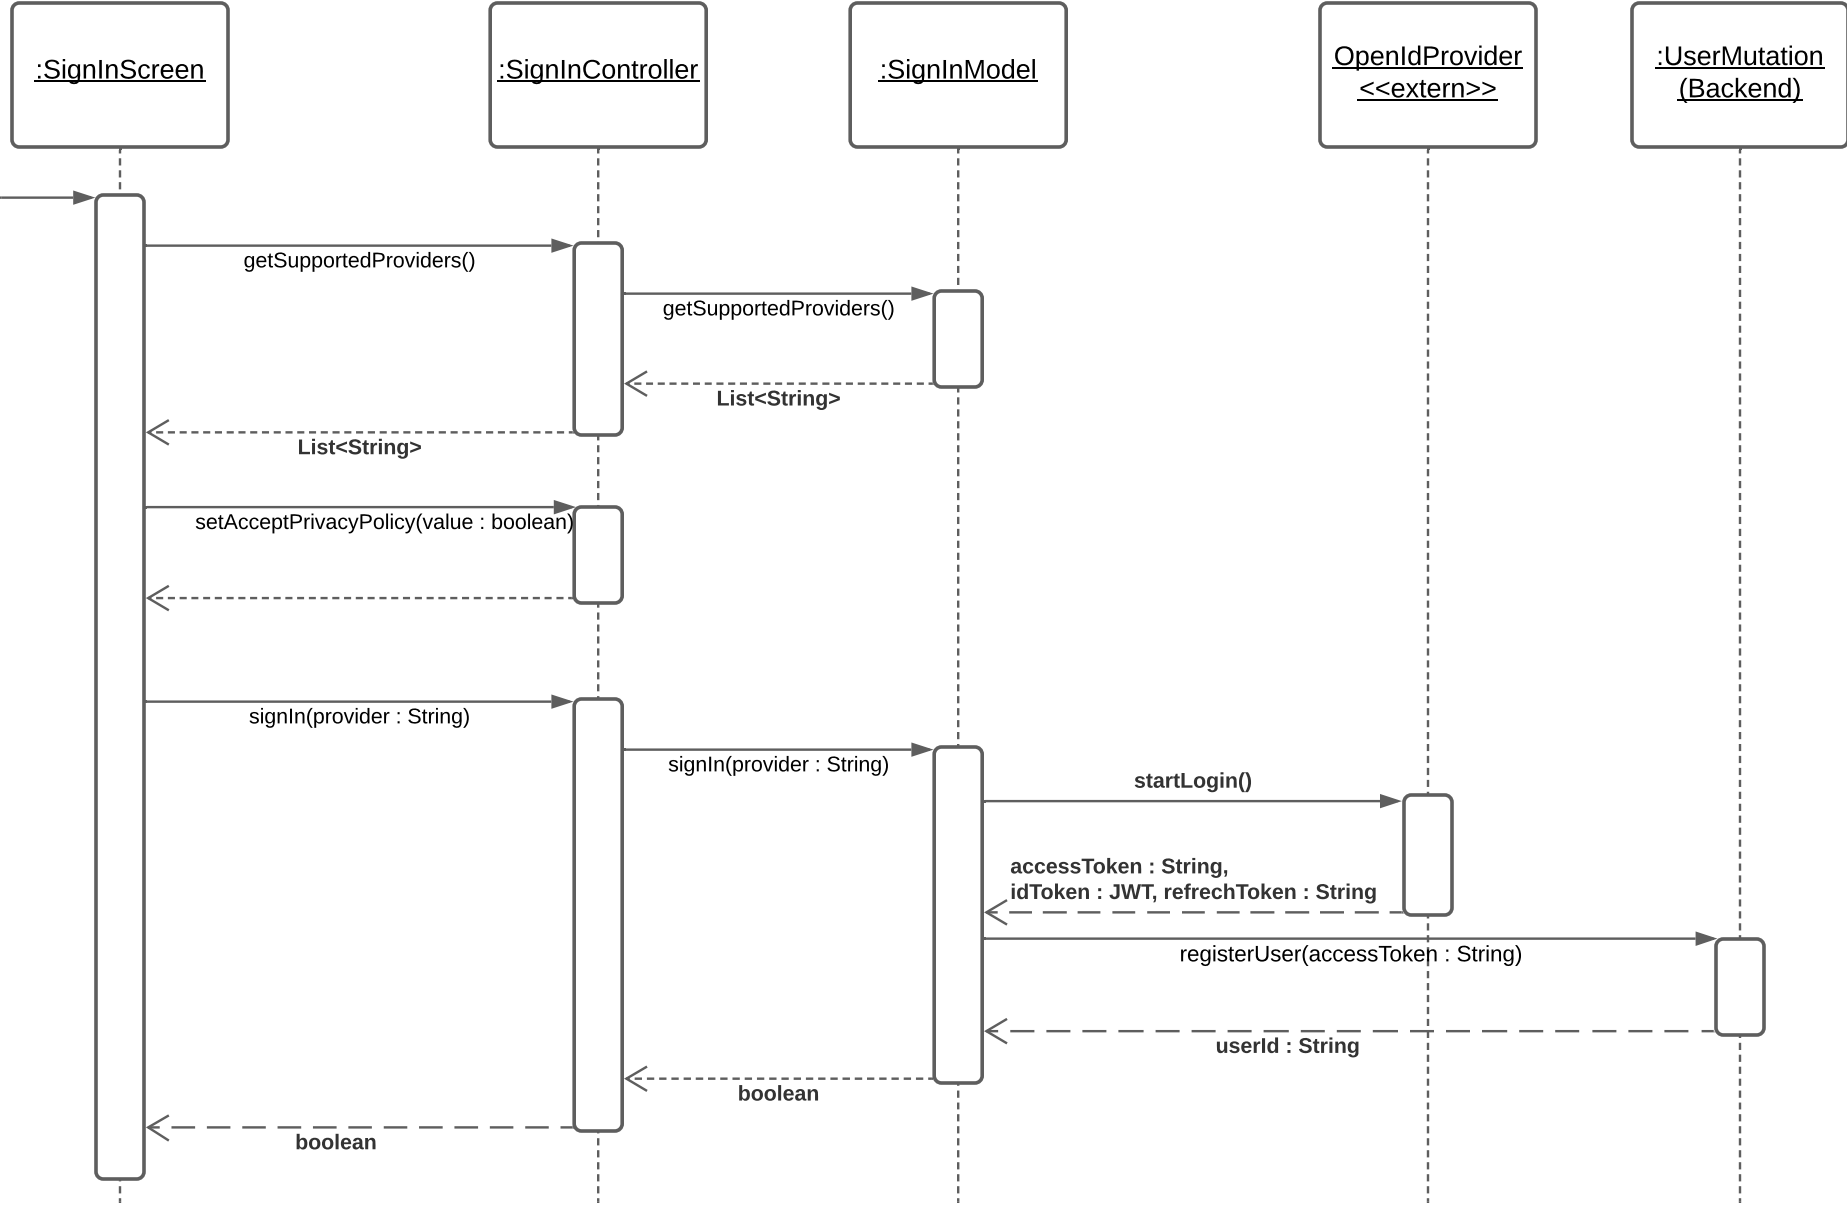 :SignInScreen
:SignInController
:SignInModel
OpenIdProvider
<<extern>>
:UserMutation
(Backend)
getSupportedProviders()
getSupportedProviders()
List<String>
List<String>
setAcceptPrivacyPolicy(value : boolean)
signIn(provider : String)
signIn(provider : String)
startLogin()
accessToken : String,
idToken : JWT, refrechToken : String
registerUser(accessToken : String)
userId : String
boolean
boolean